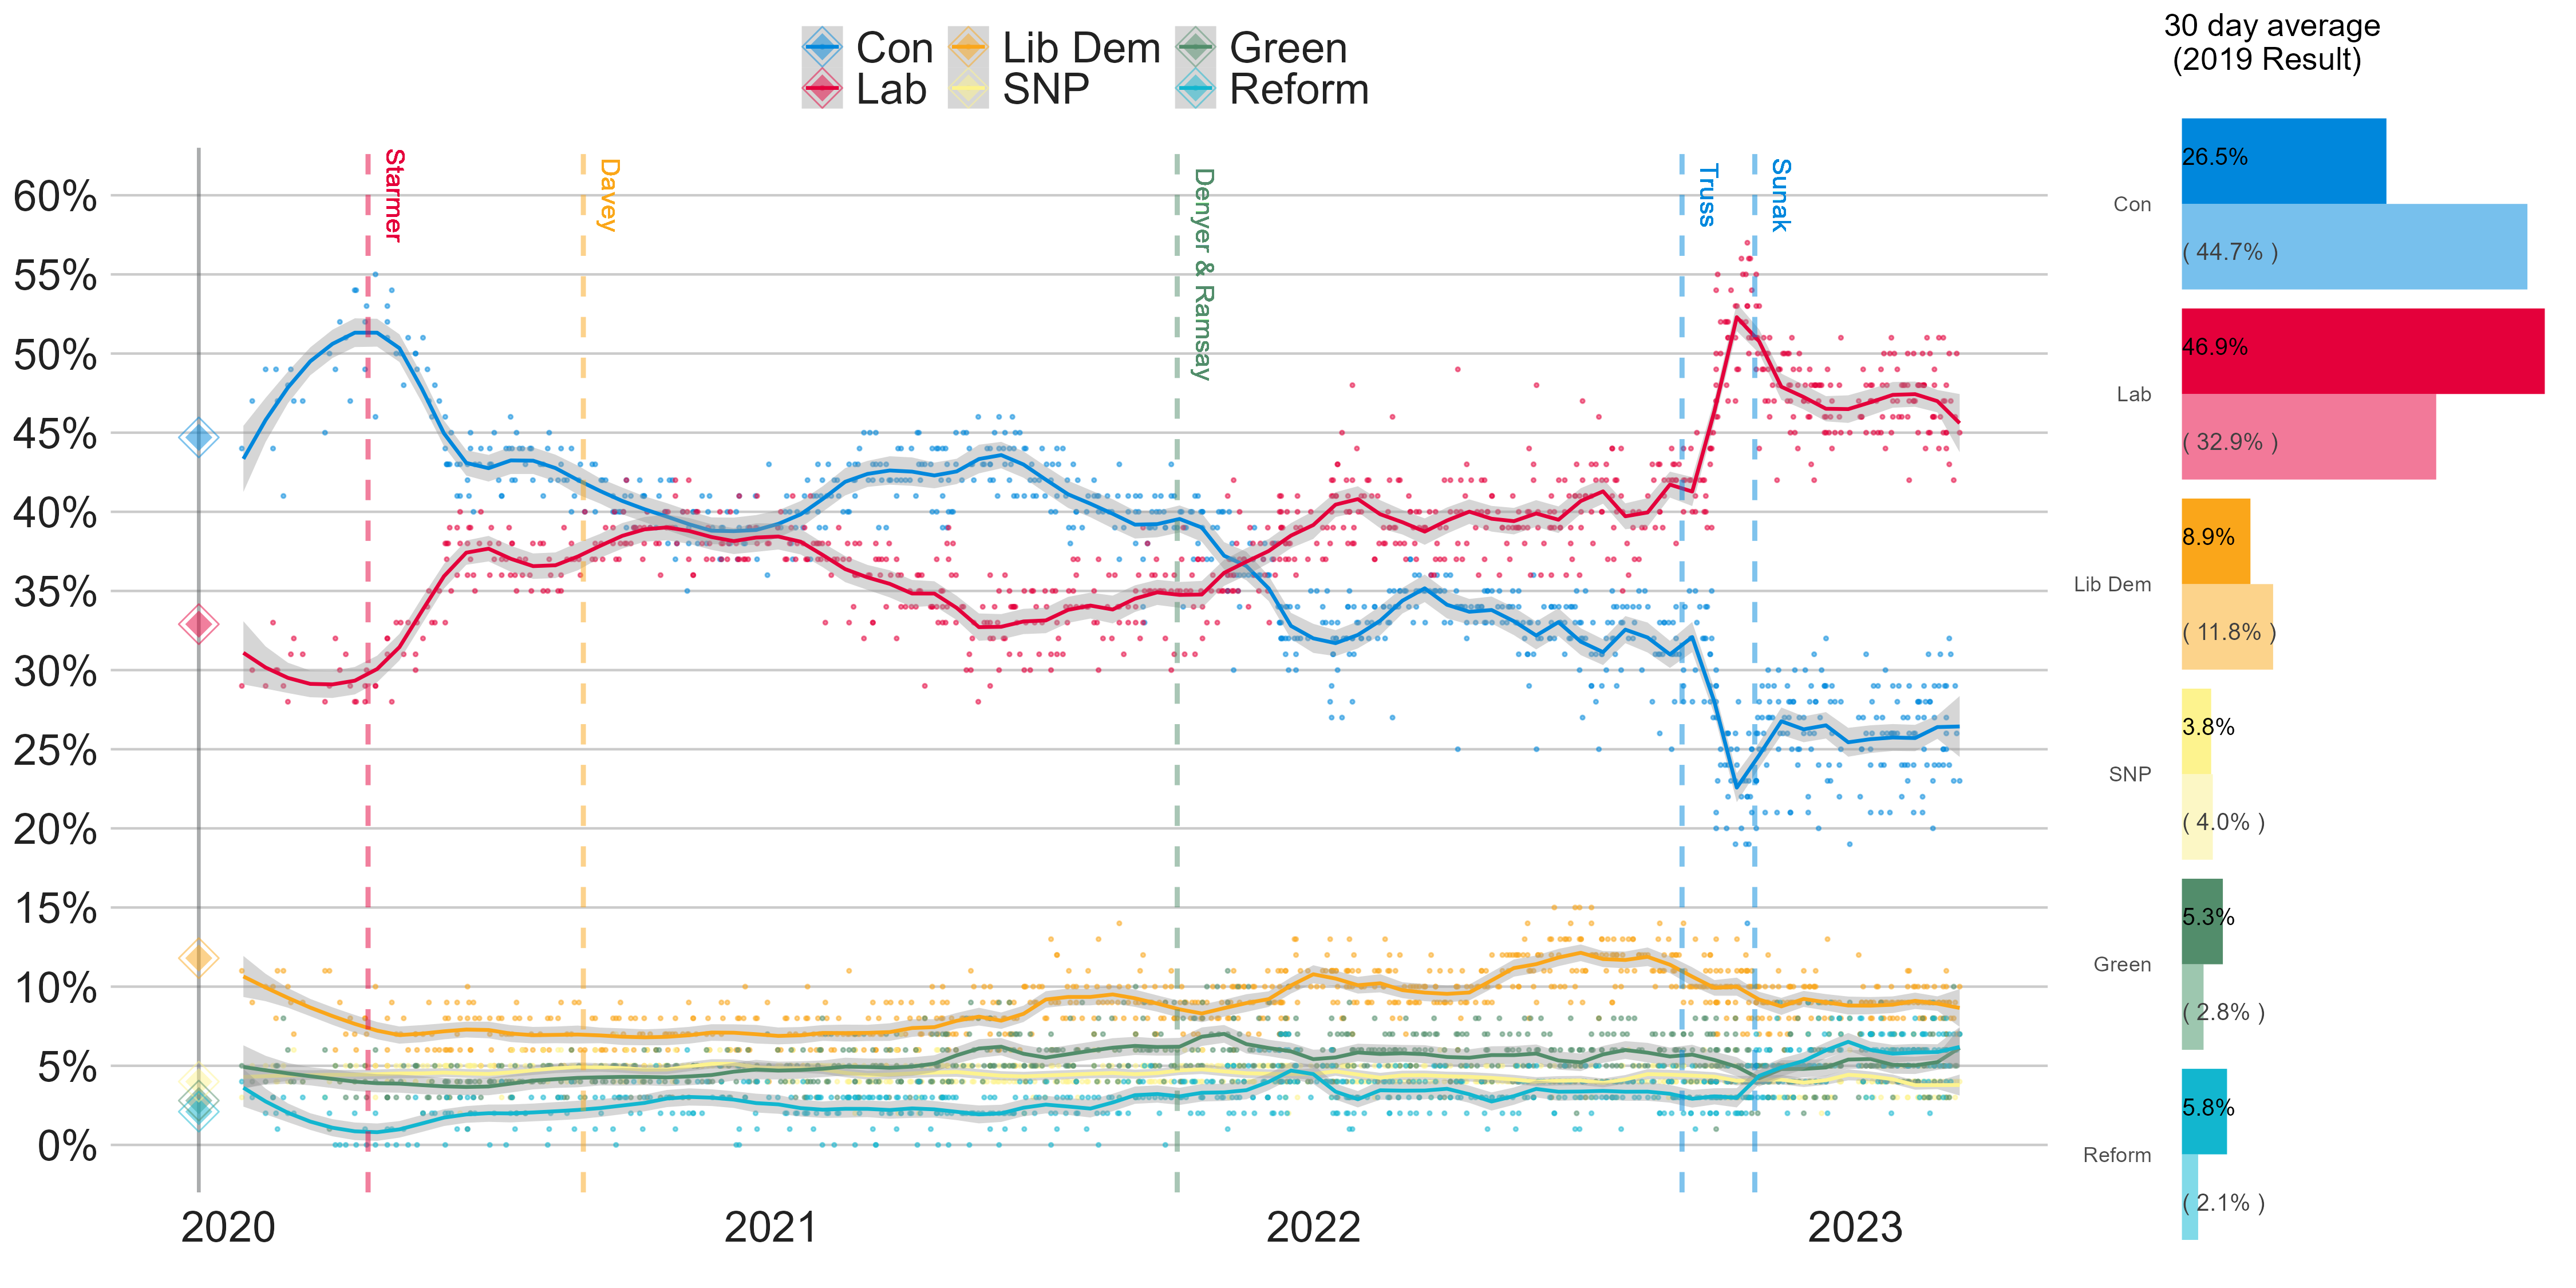 Con Lib Dem Green
Lab SNP Reform
30 day average
(2019 Result)
Starmer
Davey
Denyer & Ramsay
Truss
Sunak
60%
55%
50%
45%
40%
35%
30%
25%
20%
15%
10%
5%
0%
2020 2021 2022 2023
Con
26.5%
( 44.7% )
Lab
46.9%
( 32.9% )
Lib Dem
8.9%
( 11.8% )
SNP
3.8%
( 4.0% )
Green
5.3%
( 2.8% )
Reform
5.8%
( 2.1% )